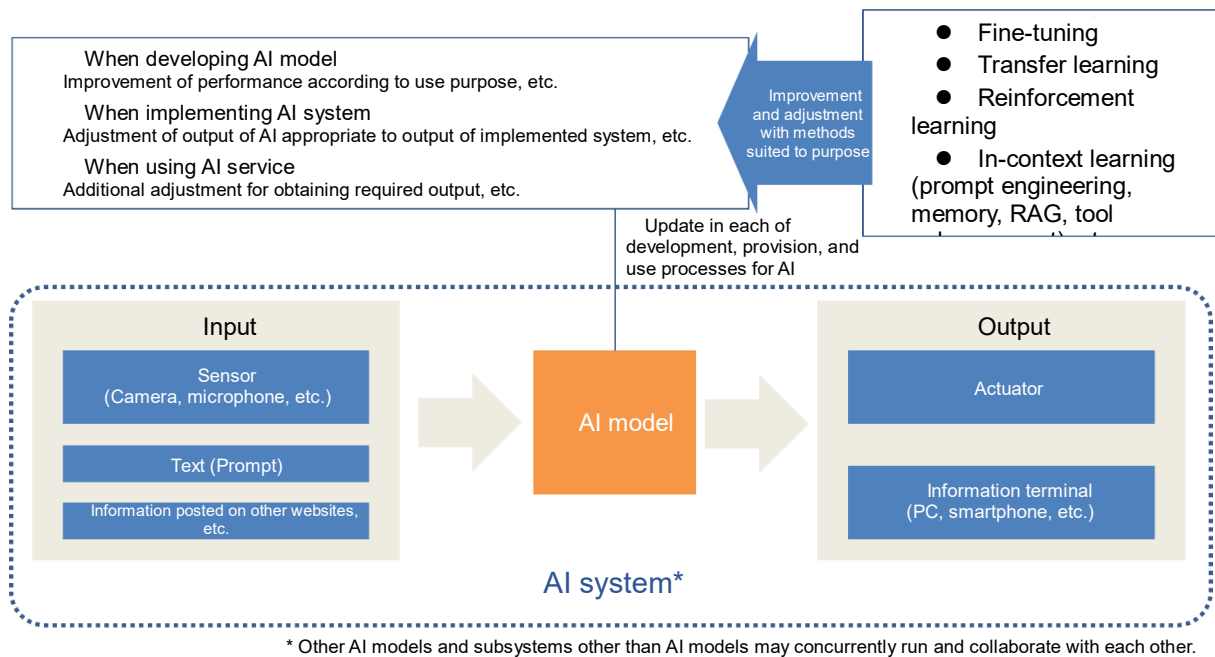 When developing AI model
Improvement of performance according to use purpose, etc.
When implementing AI system
Adjustment of output of AI appropriate to output of implemented system, etc.
When using AI service
Additional adjustment for obtaining required output, etc.
Improvement
and adjustment
with methods
suited to purpose
● Fine-tuning
● Transfer learning
● Reinforcement
learning
● In-context learning
(prompt engineering,
memory, RAG, tool
Update in each of
development, provision, and
use processes for AI
Input
Sensor
(Camera, microphone, etc.)
Text (Prompt)
Information posted on other websites,
etc.
AI model
Output
Actuator
Information terminal
(PC, smartphone, etc.)
AI system*
* Other AI models and subsystems other than AI models may concurrently run and collaborate with each other.